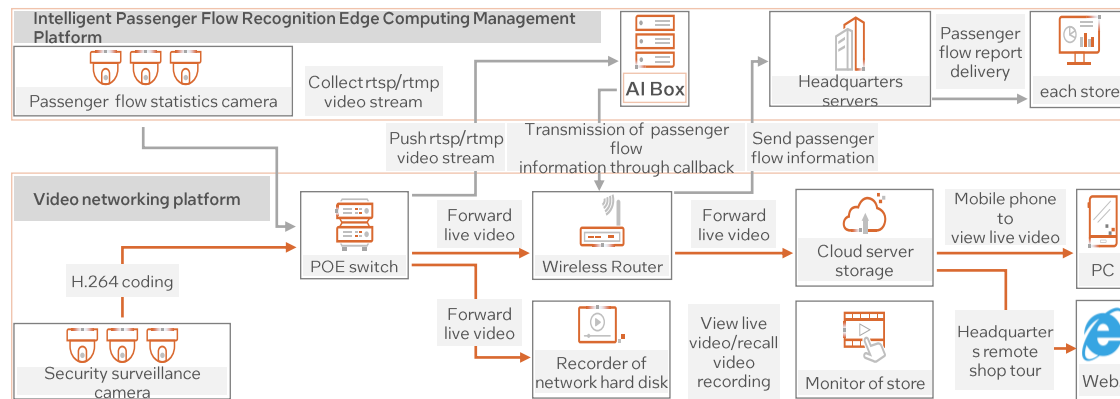 Intelligent Passenger Flow Recognition Edge Computing Management
Platform
Passenger flow statistics camera
Collect rtsp/rtmp
video stream
AI Box
Headquarters
servers
Passenger
flow report
delivery
each store
Push rtsp/rtmp
video stream
Transmission of passenger
flow
information through callback
Send passenger
flow information
Video networking platform
H.264 coding
POE switch
Forward
live video
Wireless Router
Forward
live video
Cloud server
storage
Mobile phone
to
view live video
PC
Forward
live video
Security surveillance
camera
Recorder of
network hard disk
View live
video/recall
video
recording
Monitor of store
Headquarter
s remote
shop tour
Web